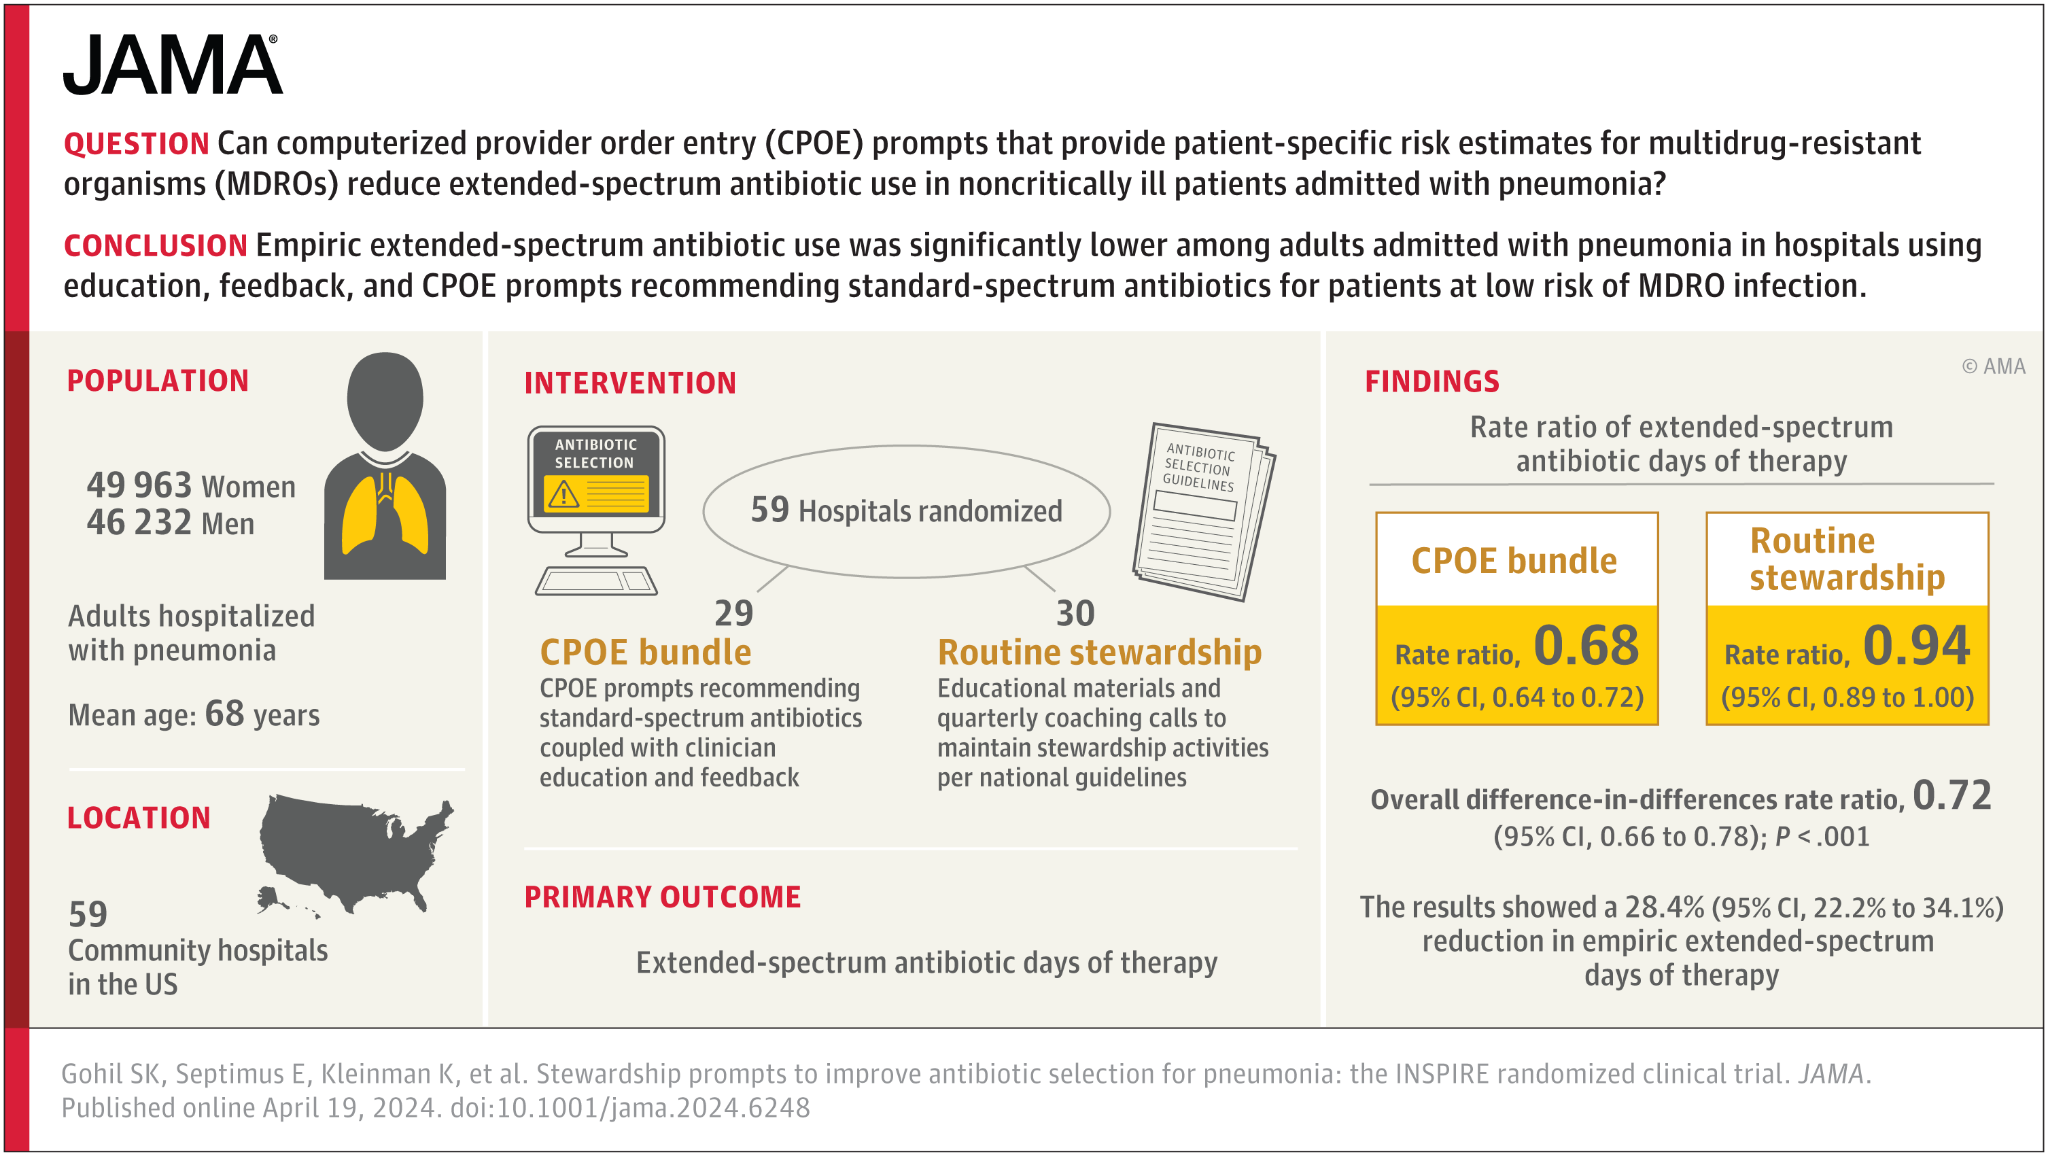 JAMA®
QUESTION Can computerized provider order entry (CPOE) prompts that provide patient-specific risk estimates for multidrug-resistant
organisms (MDROs) reduce extended-spectrum antibiotic use in noncritically ill patients admitted with pneumonia?
CONCLUSION Empiric extended-spectrum antibiotic use was significantly lower among adults admitted with pneumonia in hospitals using
education, feedback, and CPOE prompts recommending standard-spectrum antibiotics for patients at low risk of MDRO infection.
POPULATION
49 963 Women
46 232 Men
Adults hospitalized
with pneumonia
Mean age: 68 years
LOCATION
59
Community hospitals
in the US
INTERVENTION
ANTIBIOTIC
SELECTION
59 Hospitals randomized
ANTIBIOTIC
SELECTION
GUIDELINES
29
CPOE bundle
CPOE prompts recommending
standard-spectrum antibiotics
coupled with clinician
education and feedback
30
Routine stewardship
Educational materials and
quarterly coaching calls to
maintain stewardship activities
per national guidelines
PRIMARY OUTCOME
Extended-spectrum antibiotic days of therapy
FINDINGS
© AMA
Rate ratio of extended-spectrum
antibiotic days of therapy
CPOE bundle
Rate ratio, 0.68
(95% CI, 0.64 to 0.72)
Routine
stewardship
Rate ratio, 0.94
(95% CI, 0.89 to 1.00)
Overall difference-in-differences rate ratio, 0.72
(95% CI, 0.66 to 0.78); P < .001
The results showed a 28.4% (95% CI, 22.2% to 34.1%)
reduction in empiric extended-spectrum
days of therapy
Gohil SK, Septimus E, Kleinman K, et al. Stewardship prompts to improve antibiotic selection for pneumonia: the INSPIRE randomized clinical trial. JAMA.
Published online April 19, 2024. doi:10.1001/jama.2024.6248